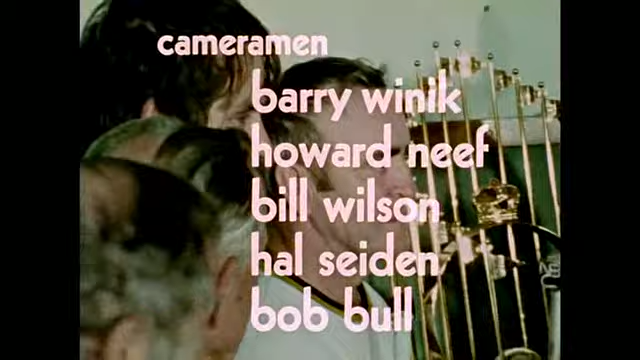 cameramen
barry winik
howard neef
bill wilson
hal seiden
bob bull